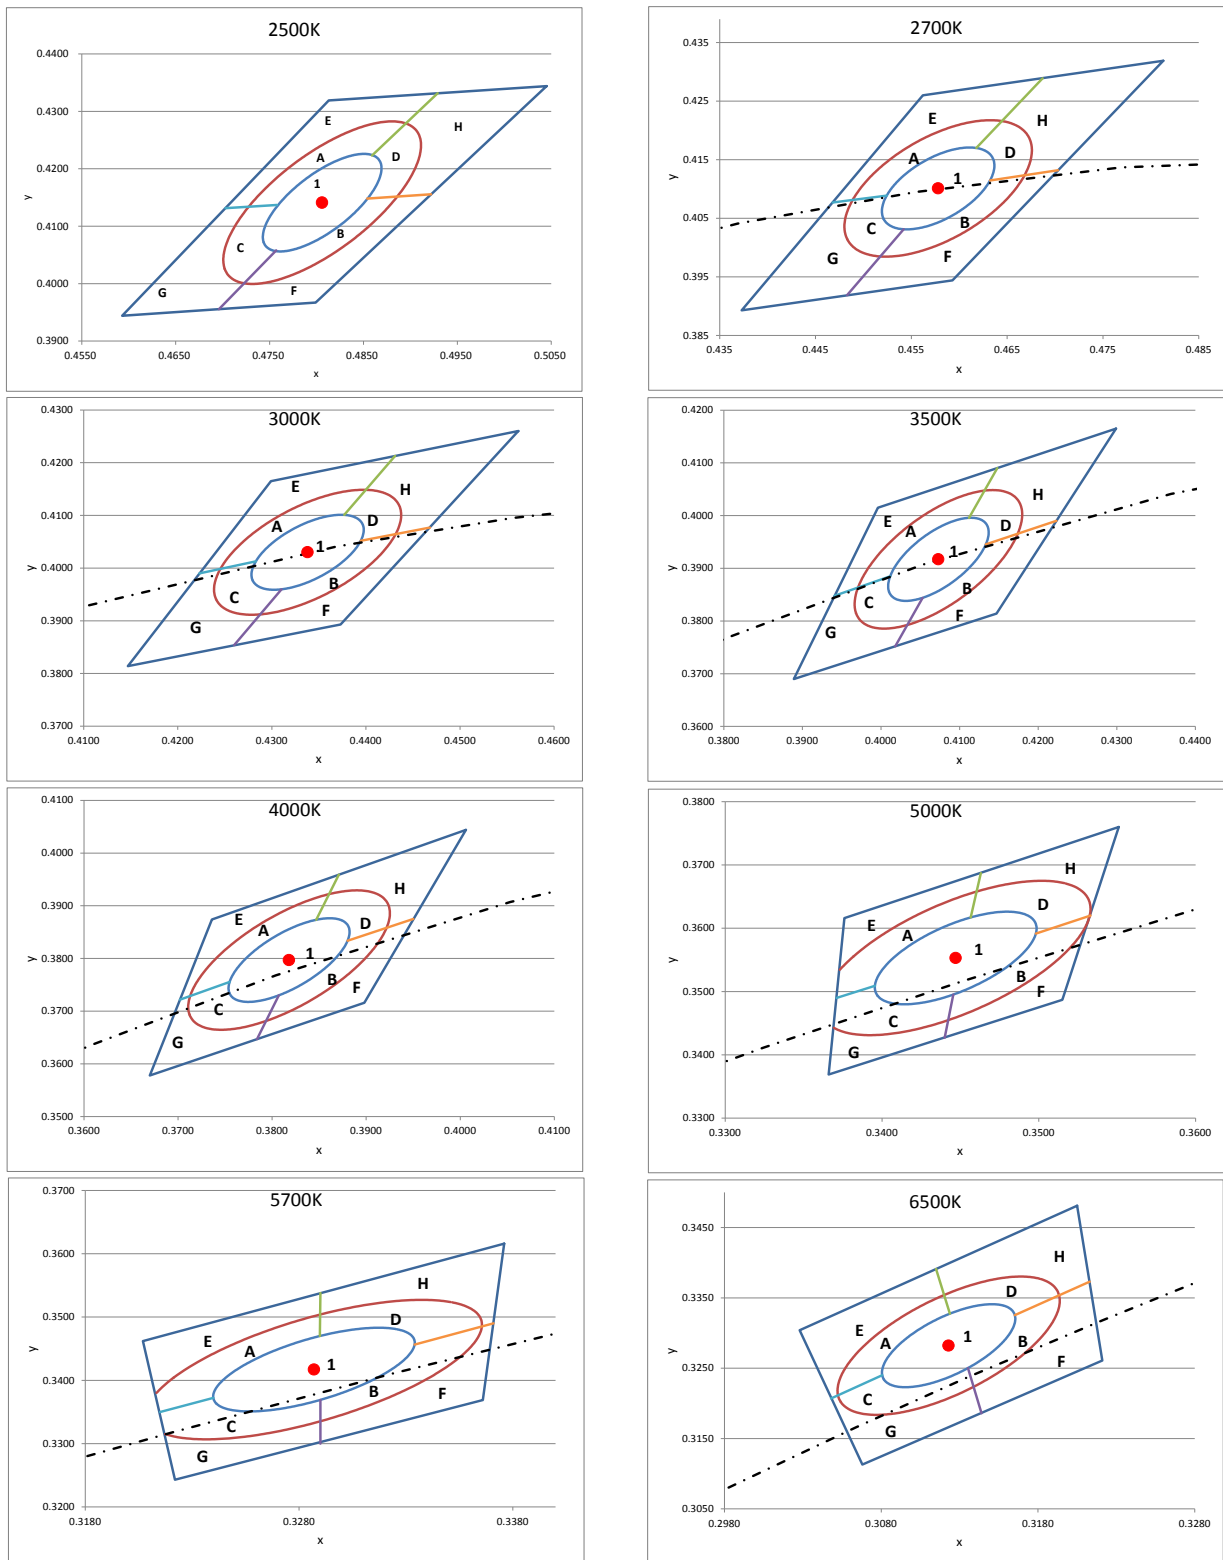 2500K
0.4400
0.4300
0.4200
0.4100
0.4000
0.3900
y
E
H
A
D
1
B
C
G
F
0.4550
0.4650
0.4750
0.4850
0.4950
0.5050
x
2700K
0.435
0.425
0.415
0.405
0.395
0.385
y
E
H
A
D
1
B
C
G
F
0.435
0.445
0.455
0.465
0.475
0.485
x
3000K
0.4300
0.4200
0.4100
0.4000
0.3900
0.3800
0.3700
y
E
H
A
D
1
B
C
F
G
0.4100
0.4200
0.4300
0.4400
0.4500
0.4600
x
3500K
0.4200
0.4100
0.4000
0.3900
0.3800
0.3700
0.3600
y
H
E
A
D
1
B
C
F
G
0.3800
0.3900
0.4000
0.4100
0.4200
0.4300
0.4400
x
4000K
0.4100
0.4000
0.3900
0.3800
0.3700
0.3600
0.3500
y
H
E
A
D
1
B
F
C
G
0.3600
0.3700
0.3800
0.3900
0.4000
0.4100
x
5000K
0.3800
0.3700
0.3600
0.3500
0.3400
0.3300
y
H
E
D
A
1
B
F
C
G
0.3300
0.3400
0.3500
0.3600
x
5700K
0.3700
0.3600
0.3500
0.3400
0.3300
0.3200
y
H
E
D
A
1
B
F
C
G
0.3180
0.3280
0.3380
x
6500K
0.3450
0.3350
0.3250
0.3150
0.3050
y
H
D
E
A
1
B
F
C
G
0.2980
0.3080
0.3180
0.3280
x